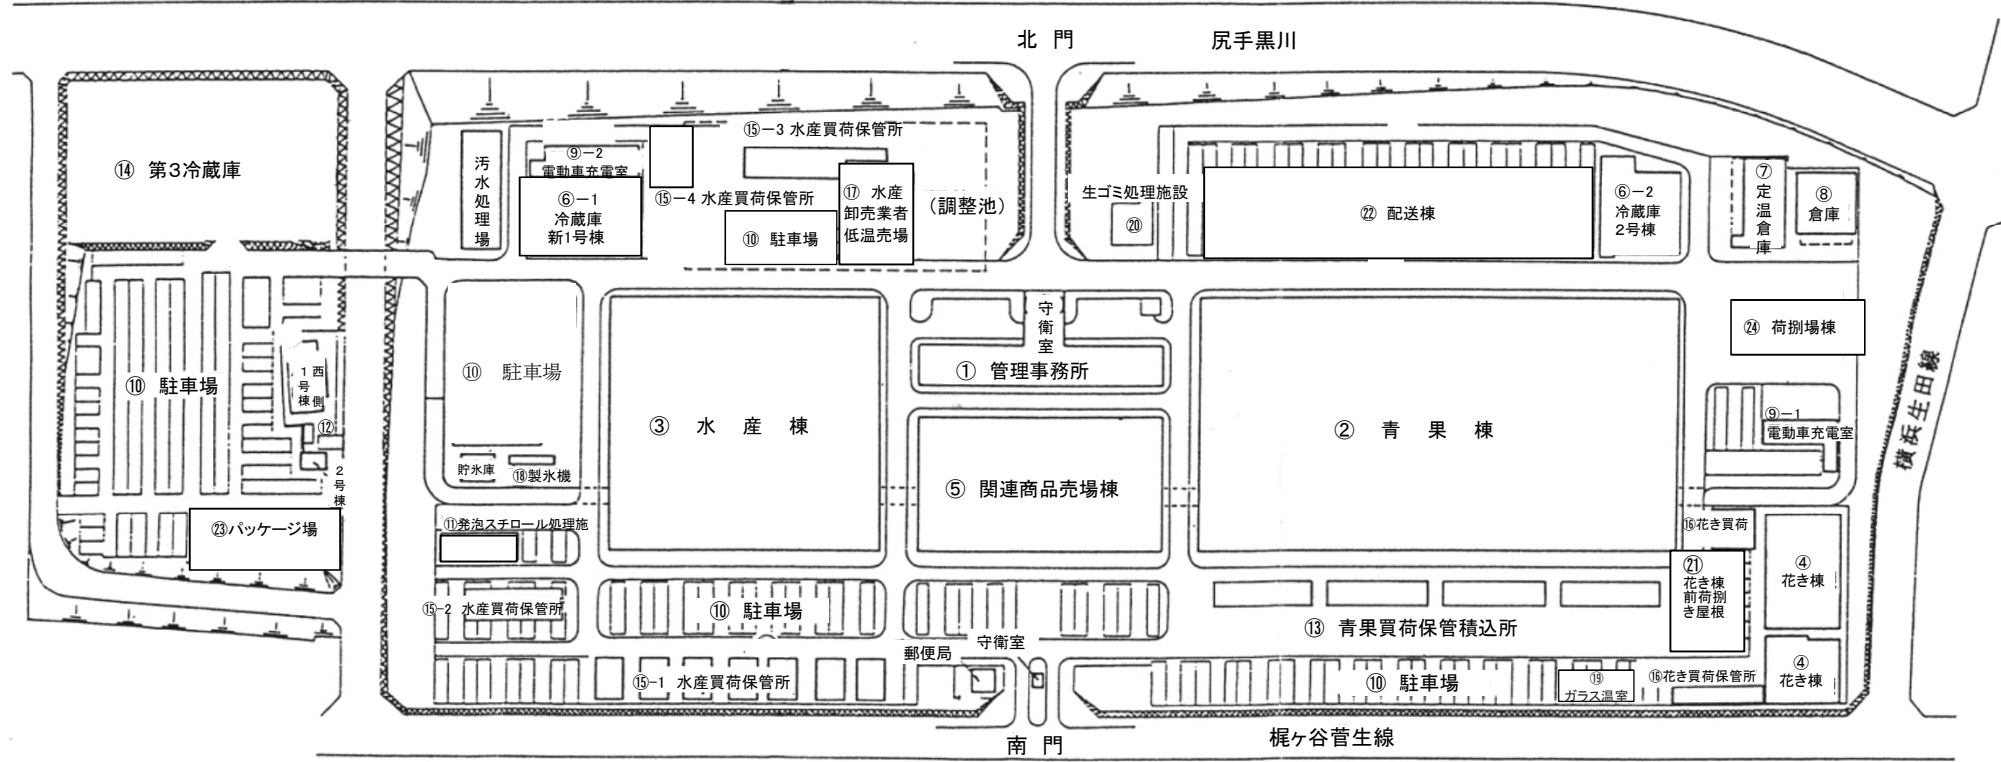 北 門
尻手黒川
⑭ 第3冷蔵庫
汚水処理場
⑨－2
電動車充電室
⑥－1
冷蔵庫
新1号棟
⑮－3 水産買荷保管所
⑮－4 水産買荷保管所
⑩ 駐車場
⑰ 水産
卸売業者
低温売場
（調整池）
生ゴミ処理施設
⑳
㉒ 配送棟
⑥－2
冷蔵庫
2号棟
⑦定温倉庫
⑧
倉庫
⑩ 駐車場
西側
1号棟
⑫
2号棟
㉓パッケージ場
⑩ 駐車場
貯氷庫
⑱製氷機
③ 水 産 棟
守衛室
① 管理事務所
⑤ 関連商品売場棟
② 青 果 棟
㉔ 荷捌場棟
⑨－1
電動車充電室
横浜生田線
⑪発泡スチロール処理施
⑮-2 水産買荷保管所
⑩ 駐車場
⑮-1 水産買荷保管所
郵便局
守衛室
⑬ 青果買荷保管積込所
⑯花き買荷
㉑
花き棟
前荷捌
き屋根
④
花き棟
④
花き棟
⑩ 駐車場
⑲
ガラス温室
⑯花き買荷保管所
南 門
梶ヶ谷菅生線